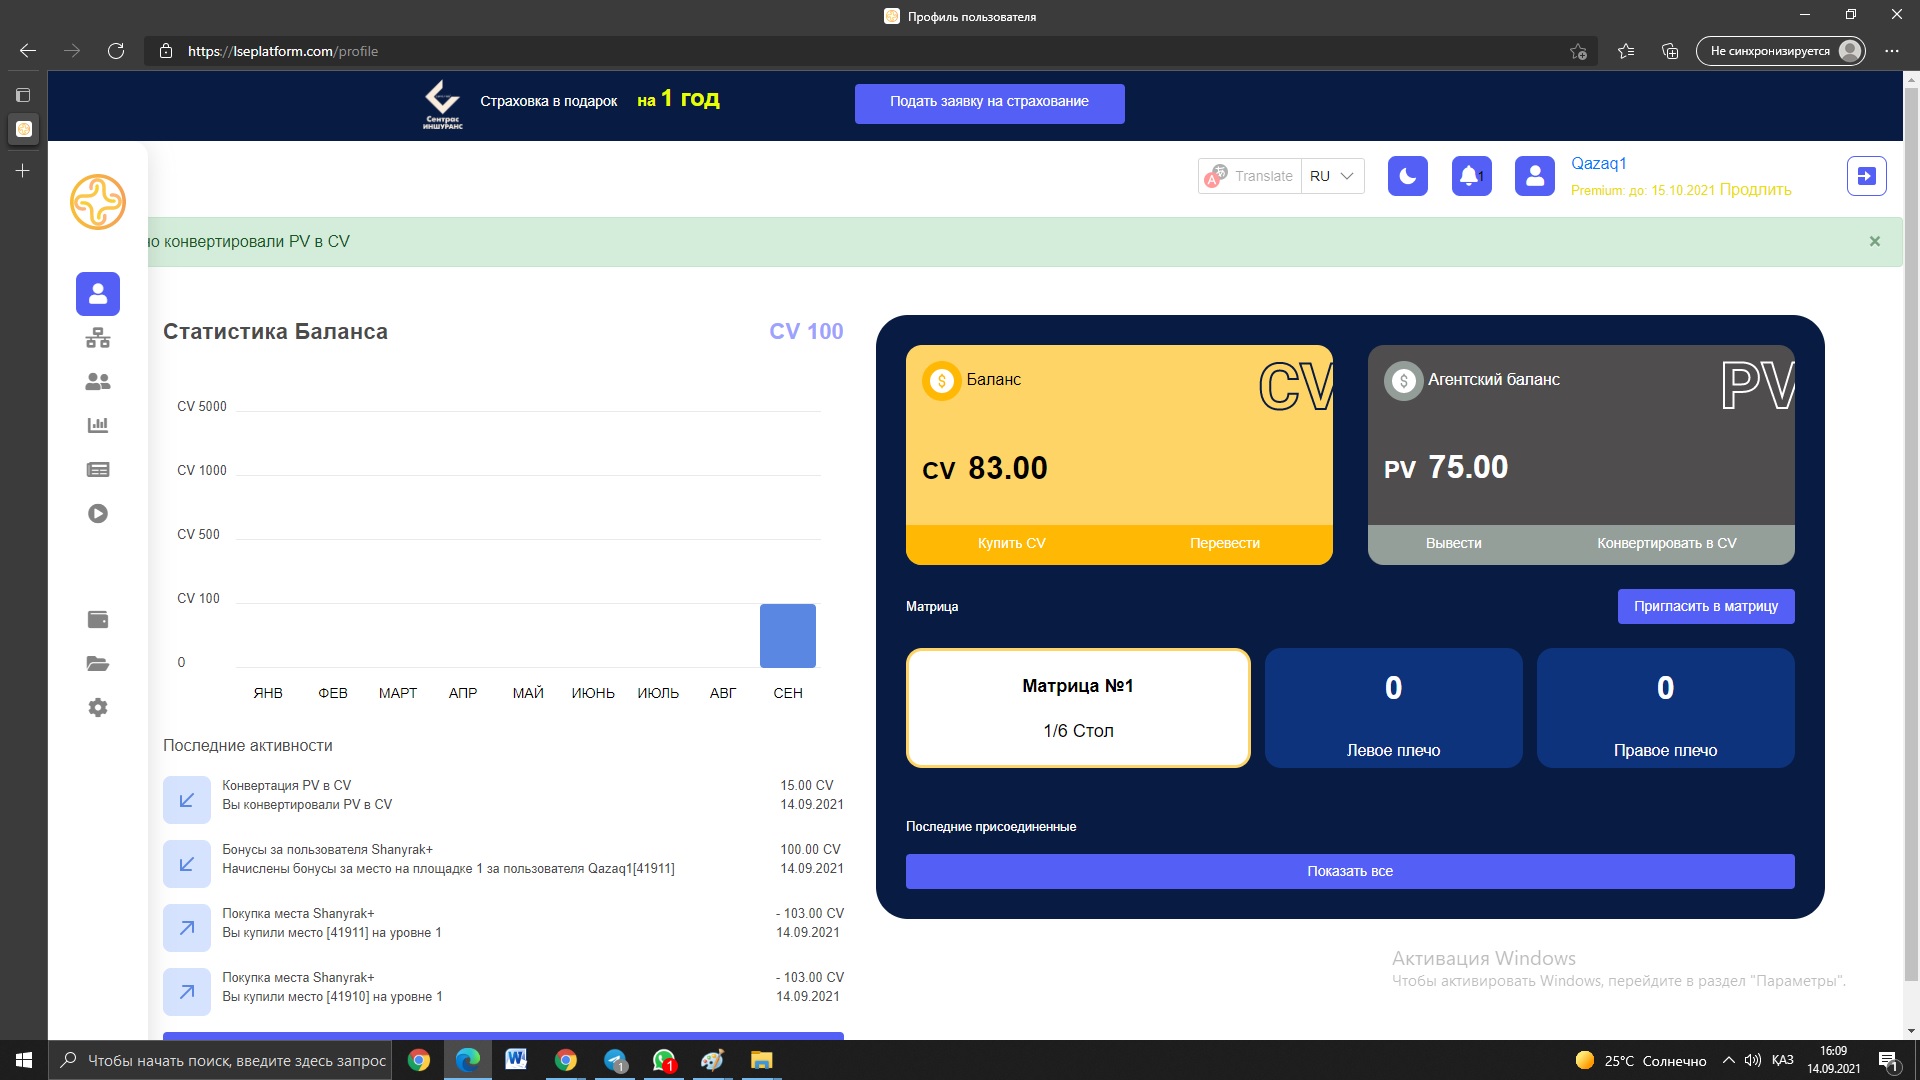 Профиль пользователя
https://lseplatform.com/profile
Не синхронизируется
Сентрас
ИНШУРАНС
Страховка в подарок на 1 год
Подать заявку на страхование
Translate RU
1
Qazaq1
Premium: до: 15.10.2021 Продлить
но конвертировали PV в CV
×
Статистика Баланса CV 100
CV 5000
CV 1000
CV 500
CV 100
0
ЯНВ ФЕВ МАРТ АПР МАЙ ИЮНЬ ИЮЛЬ АВГ СЕН
Последние активности
Конвертация PV в CV 15.00 CV
Вы конвертировали PV в CV 14.09.2021
Бонусы за пользователя Shanyrak+ 100.00 CV
Начислены бонусы за место на площадке 1 за пользователя Qazaq1[41911] 14.09.2021
Покупка места Shanyrak+ - 103.00 CV
Вы купили место [41911] на уровне 1 14.09.2021
Покупка места Shanyrak+ - 103.00 CV
Вы купили место [41910] на уровне 1 14.09.2021
$ Баланс CV
CV 83.00
Купить CV Перевести
$ Агентский баланс PV
PV 75.00
Вывести Конвертировать в CV
Матрица
Пригласить в матрицу
Матрица №1
1/6 Стол
0
Левое плечо
0
Правое плечо
Последние присоединенные
Показать все
Активация Windows
Чтобы активировать Windows, перейдите в раздел "Параметры".
Чтобы начать поиск, введите здесь запрос
1
1
25°C Солнечно
ҚАЗ
16:09
14.09.2021
1